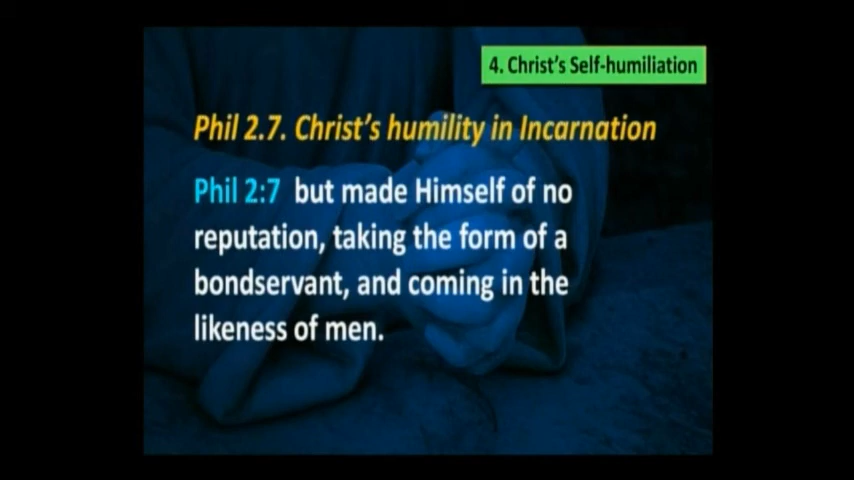 4. Christ's Self-humiliation
Phil 2.7. Christ's humility in Incarnation
Phil 2:7 but made Himself of no
reputation, taking the form of a
bondservant, and coming in the
likeness of men.